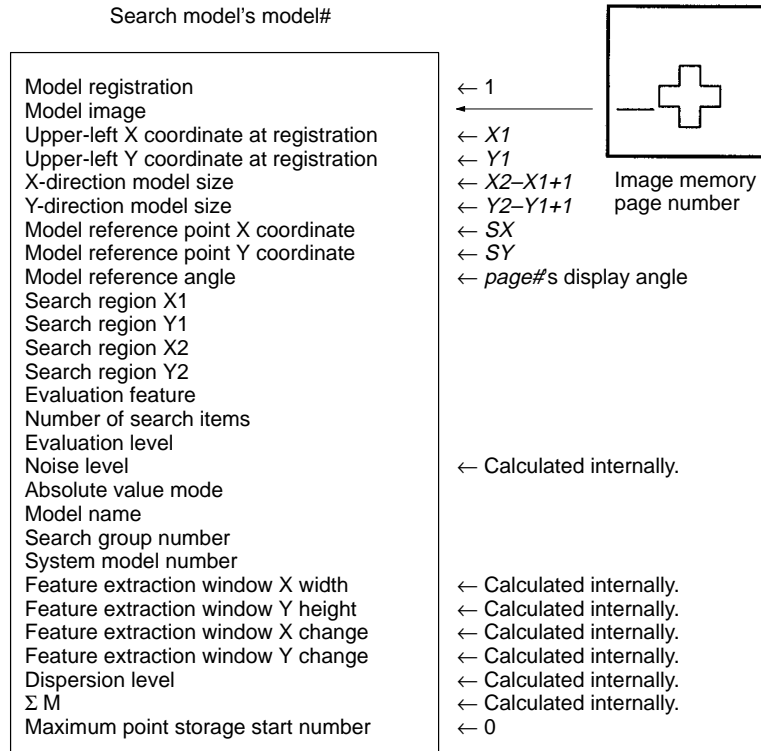 Search model's model#
Model registration ← 1
Model image
Upper-left X coordinate at registration ← X1
Upper-left Y coordinate at registration ← Y1
X-direction model size ← X2–X1+1
Y-direction model size ← Y2–Y1+1
Image memory
page number
Model reference point X coordinate ← SX
Model reference point Y coordinate ← SY
Model reference angle ← page#'s display angle
Search region X1
Search region Y1
Search region X2
Search region Y2
Evaluation feature
Number of search items
Evaluation level
Noise level ← Calculated internally.
Absolute value mode
Model name
Search group number
System model number
Feature extraction window X width ← Calculated internally.
Feature extraction window Y height ← Calculated internally.
Feature extraction window X change ← Calculated internally.
Feature extraction window Y change ← Calculated internally.
Dispersion level ← Calculated internally.
Σ M ← Calculated internally.
Maximum point storage start number ← 0